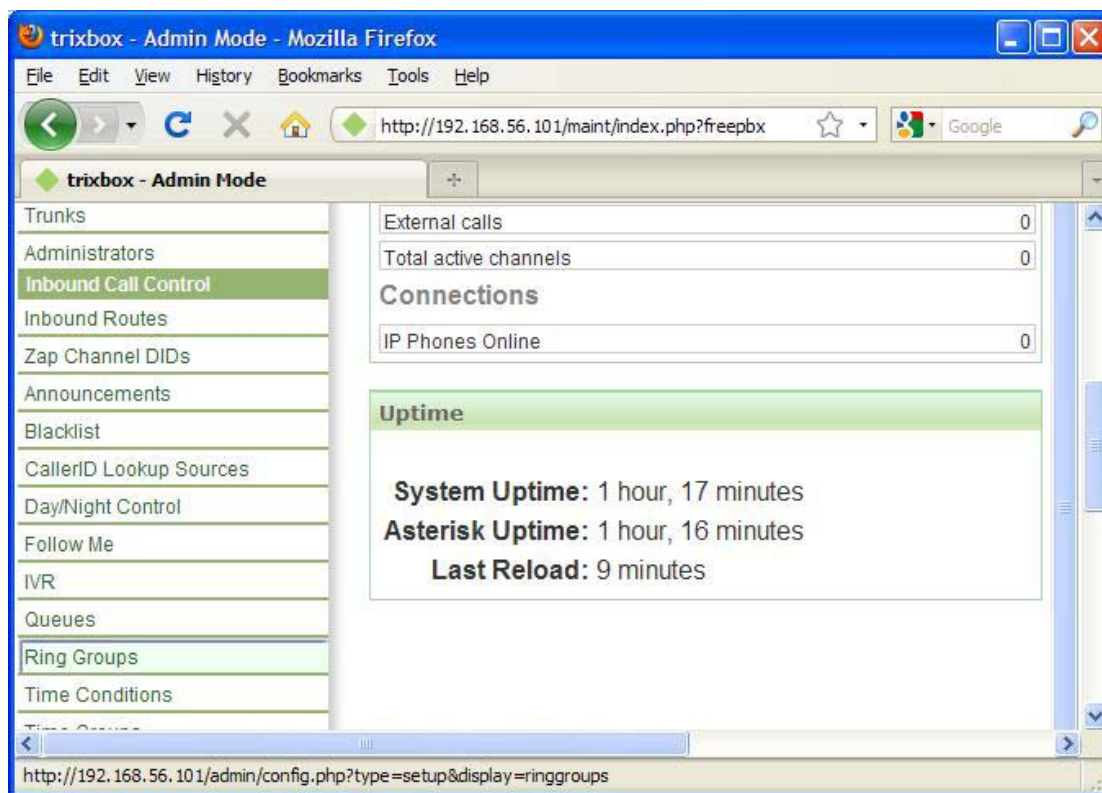 trixbox - Admin Mode - Mozilla Firefox
File Edit View History Bookmarks Tools Help
http://192.168.56.101/maint/index.php?freepbx Google
trixbox - Admin Mode
Trunks
Administrators
Inbound Call Control
Inbound Routes
Zap Channel DIDs
Announcements
Blacklist
CallerID Lookup Sources
Day/Night Control
Follow Me
IVR
Queues
Ring Groups
Time Conditions
Time Groups
External calls 0
Total active channels 0
Connections
IP Phones Online 0
Uptime
System Uptime: 1 hour, 17 minutes
Asterisk Uptime: 1 hour, 16 minutes
Last Reload: 9 minutes
http://192.168.56.101/admin/config.php?type=setup&display=ringgroups